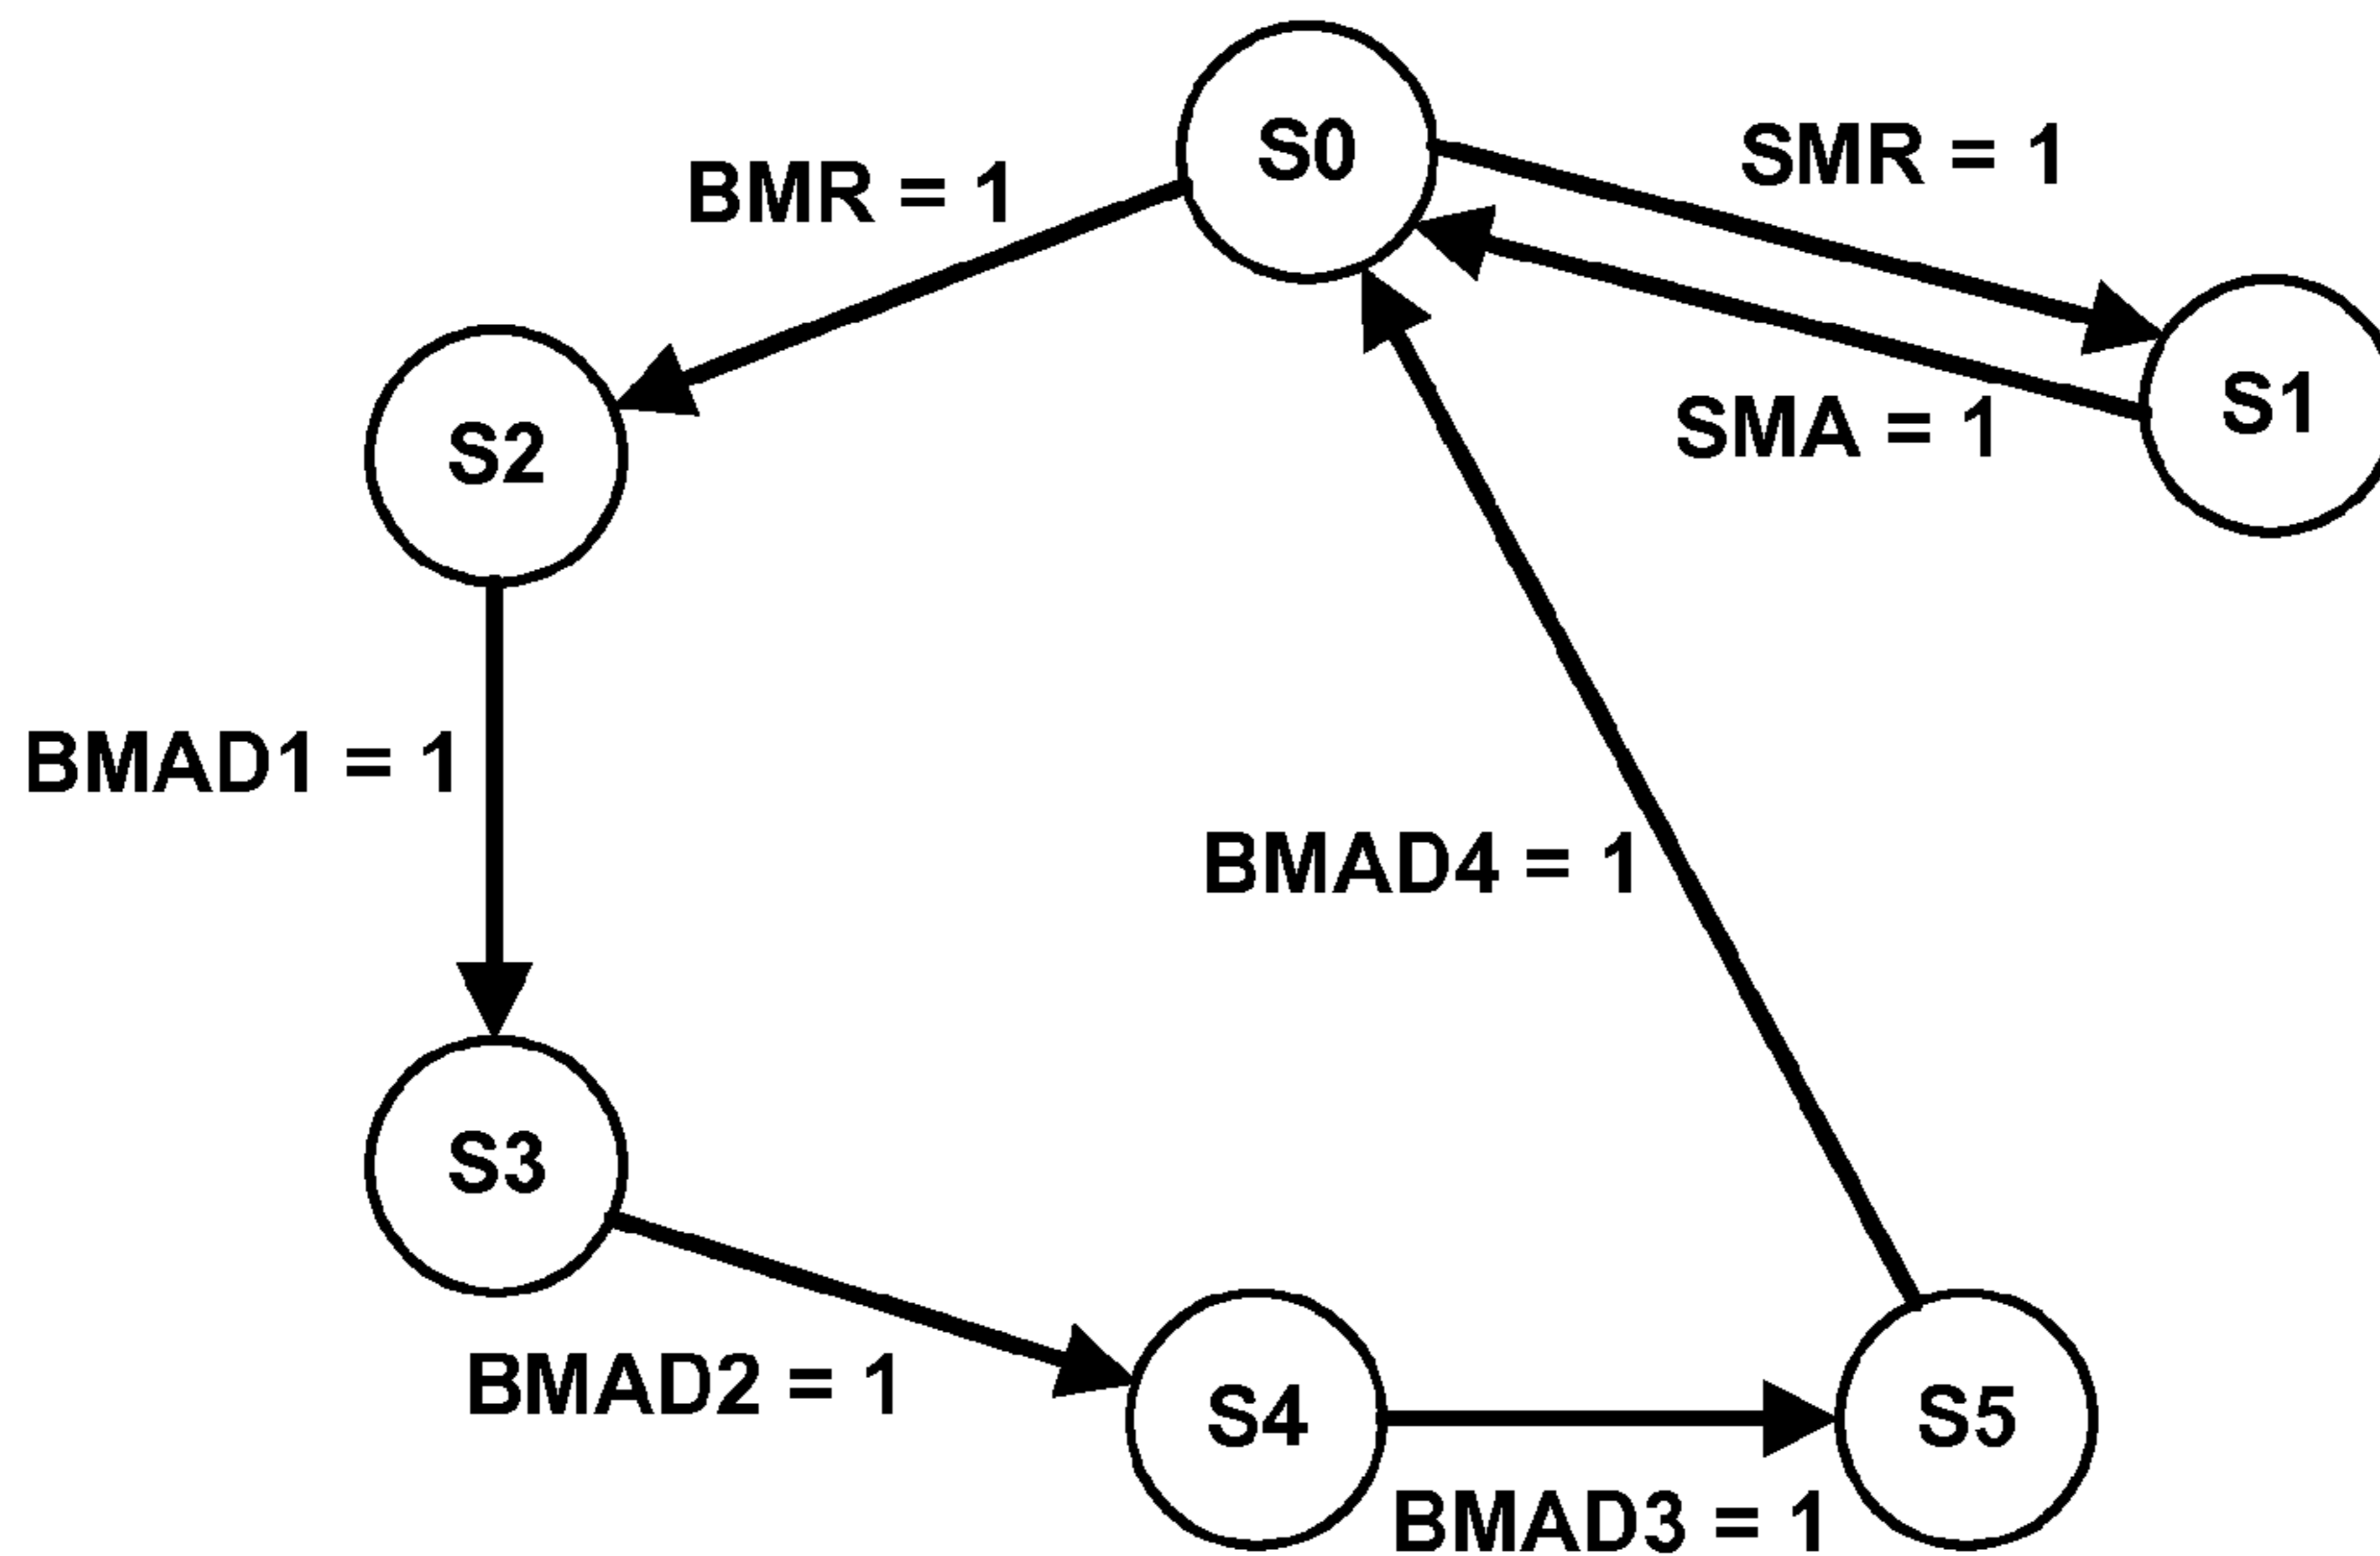 S0
SMR = 1
BMR = 1
S1
SMA = 1
S2
BMAD1 = 1
BMAD4 = 1
S3
BMAD2 = 1
S4
S5
BMAD3 = 1